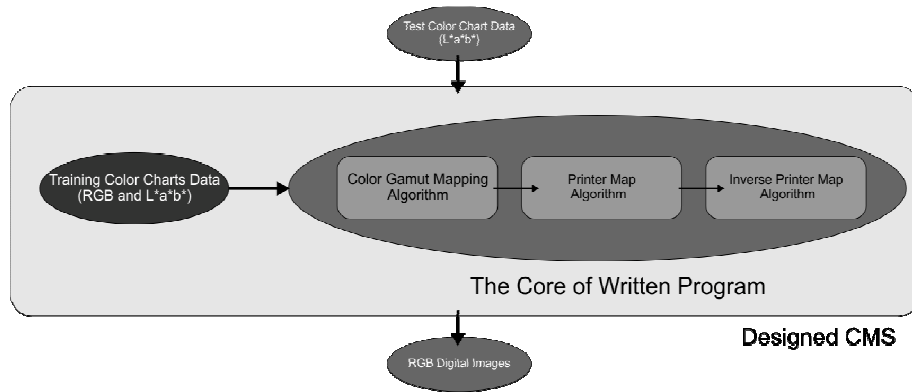 Test Color Chart Data
(L*a*b*)
Training Color Charts Data
(RGB and L*a*b*)
Color Gamut Mapping
Algorithm
Printer Map
Algorithm
Inverse Printer Map
Algorithm
The Core of Written Program
Designed CMS
RGB Digital Images